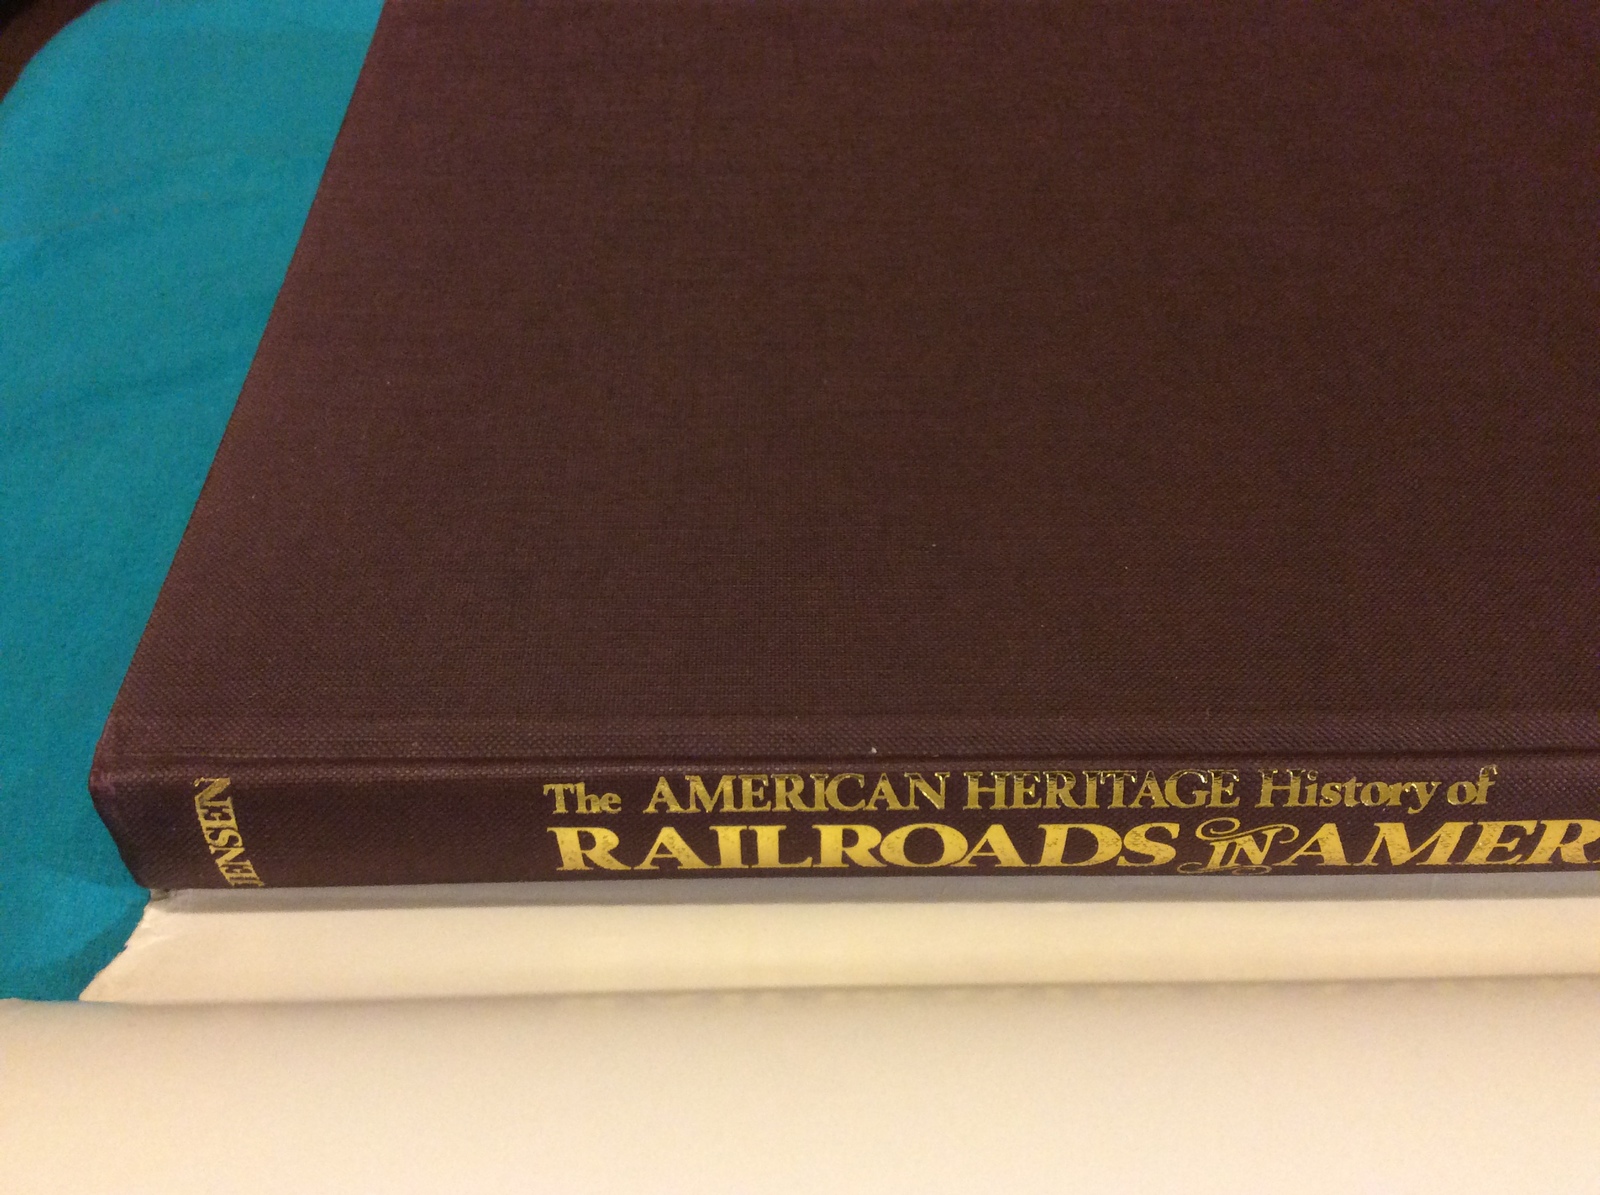 JENSEN
The AMERICAN HERITAGE History of
RAILROADS IN AMER